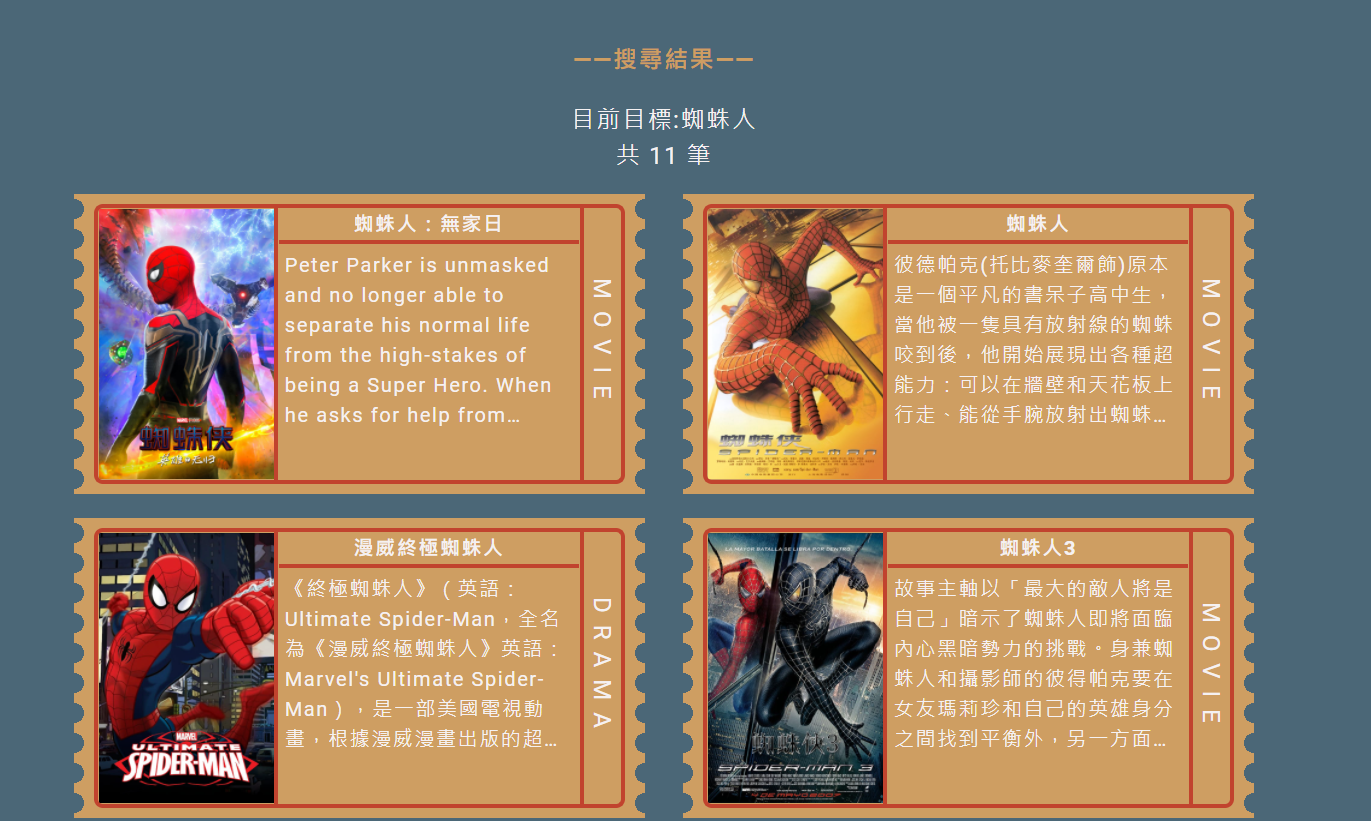 ——搜尋結果——
目前目標:蜘蛛人
共 11 筆
蜘蛛人：無家日
Peter Parker is unmasked
and no longer able to
separate his normal life
from the high-stakes of
being a Super Hero. When
he asks for help from…
MOVIE
蜘蛛侠
英雄无归
蜘蛛人
彼德帕克(托比麥奎爾飾)原本
是一個平凡的書呆子高中生，
當他被一隻具有放射線的蜘蛛
咬到後，他開始展現出各種超
能力：可以在牆壁和天花板上
行走、能從手腕放射出蜘蛛…
MOVIE
蜘蛛侠
漫威終極蜘蛛人
《終極蜘蛛人》（英語：
Ultimate Spider-Man，全名
為《漫威終極蜘蛛人》英語：
Marvel's Ultimate Spider-
Man），是一部美國電視動
畫，根據漫威漫畫出版的超…
DRAMA
MARVEL
ULTIMATE
SPIDER-MAN
蜘蛛人3
故事主軸以「最大的敵人將是
自己」暗示了蜘蛛人即將面臨
內心黑暗勢力的挑戰。身兼蜘
蛛人和攝影師的彼得帕克要在
女友瑪莉珍和自己的英雄身分
之間找到平衡外，另一方面…
MOVIE
LA MAYOR BATALLA SE LIBRA POR DENTRO.
蜘蛛侠3
SPIDER-MAN 3
4 DE MAYO 2007